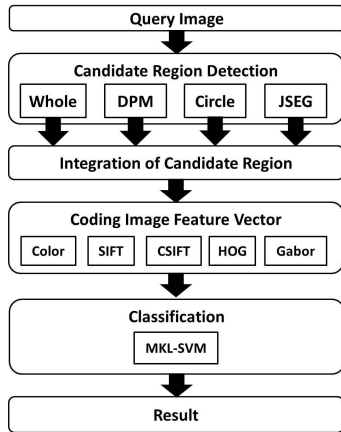 Query Image
Candidate Region Detection
Whole DPM Circle JSEG
Integration of Candidate Region
Coding Image Feature Vector
Color SIFT CSIFT HOG Gabor
Classification
MKL-SVM
Result